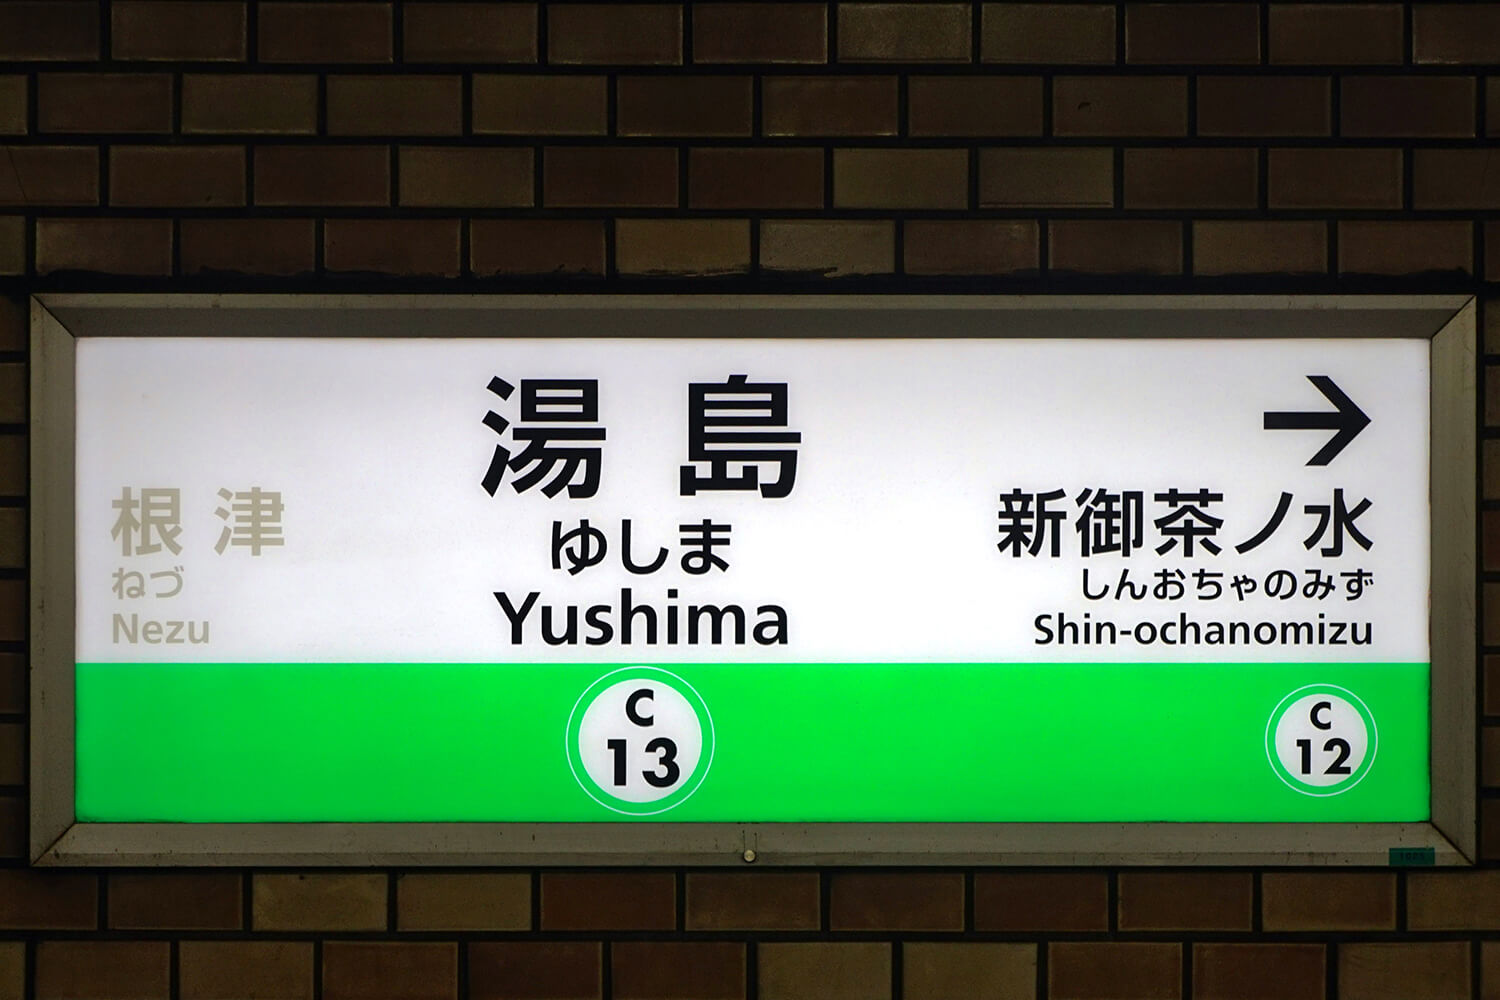 根津
ねづ
Nezu
湯島
ゆしま
Yushima
C
13
→
新御茶ノ水
しんおちゃのみず
Shin-ochanomizu
C
12